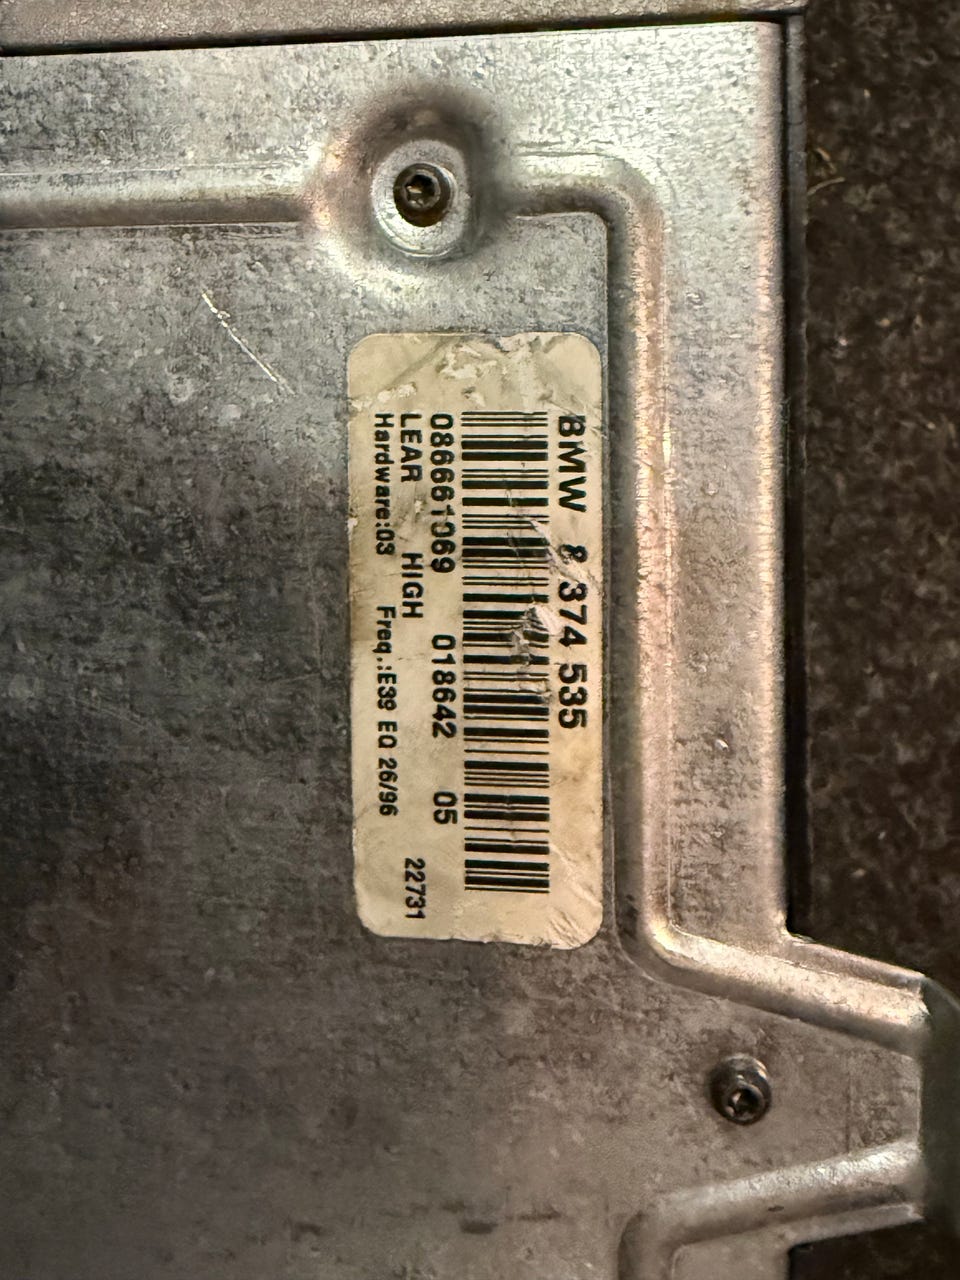 BMW 8 374 535
086661069 018642 05
LEAR HIGH 22731
Hardware:03 Freq.:E39 EQ 26/96